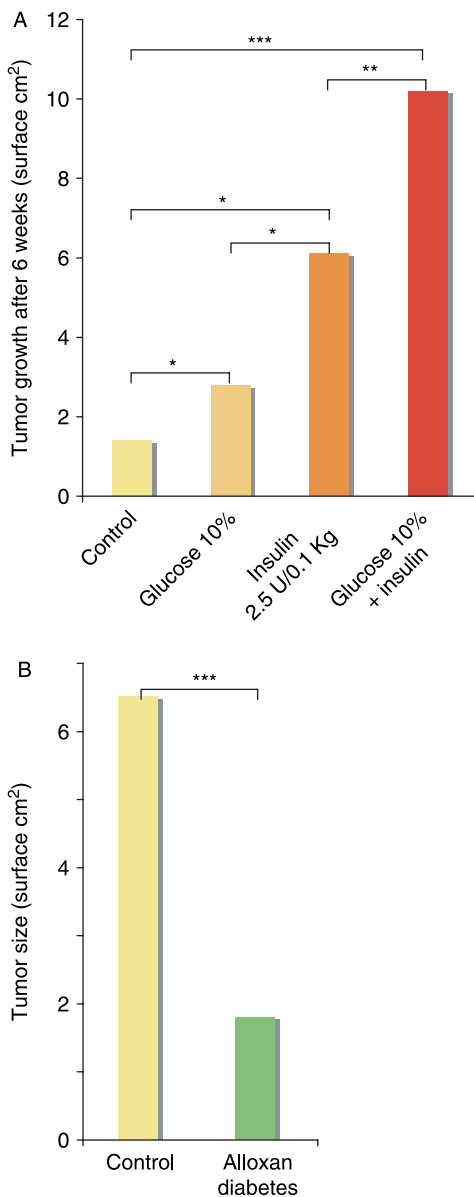 A
Tumor growth after 6 weeks (surface cm²)
12
10
8
6
4
2
0
***
**
*
*
*
Control
Glucose 10%
Insulin
2.5 U/0.1 Kg
Glucose 10%
+ insulin
B
Tumor size (surface cm²)
6
4
2
0
***
Control
Alloxan
diabetes